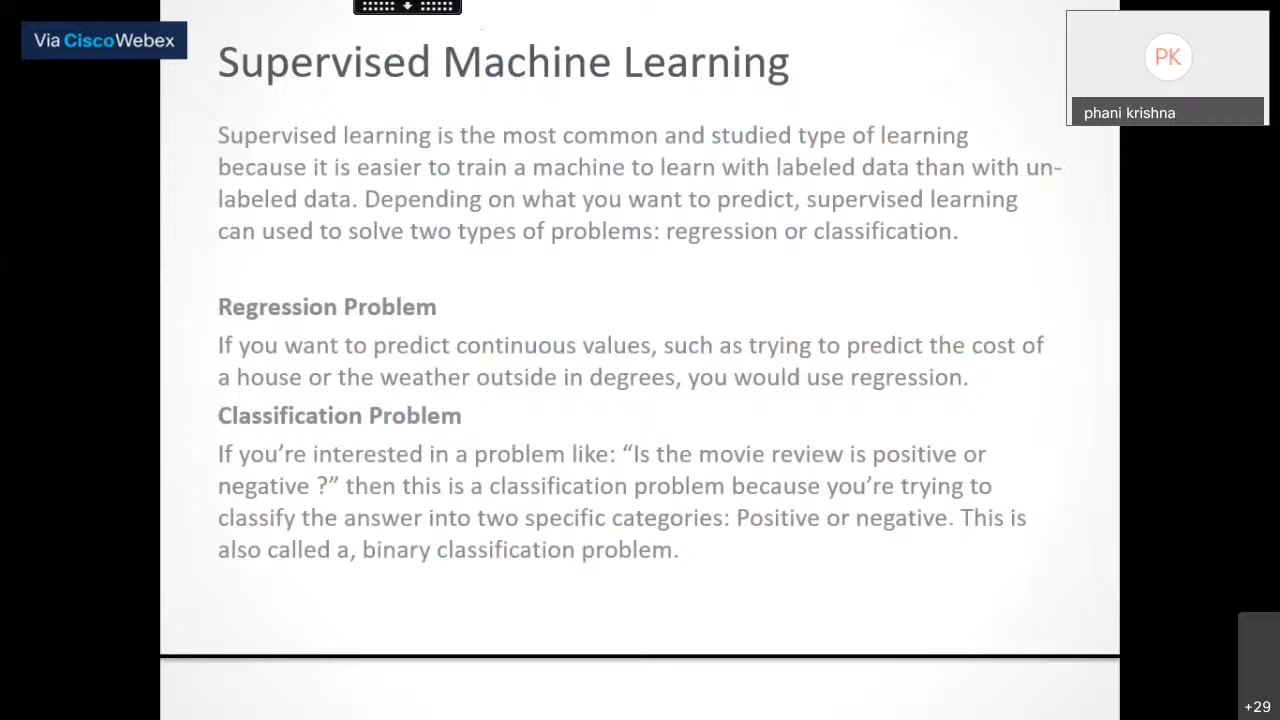 Via CiscoWebex
Supervised Machine Learning
PK
phani krishna
Supervised learning is the most common and studied type of learning
because it is easier to train a machine to learn with labeled data than with un-
labeled data. Depending on what you want to predict, supervised learning
can used to solve two types of problems: regression or classification.
Regression Problem
If you want to predict continuous values, such as trying to predict the cost of
a house or the weather outside in degrees, you would use regression.
Classification Problem
If you’re interested in a problem like: “Is the movie review is positive or
negative ?” then this is a classification problem because you’re trying to
classify the answer into two specific categories: Positive or negative. This is
also called a, binary classification problem.
+29